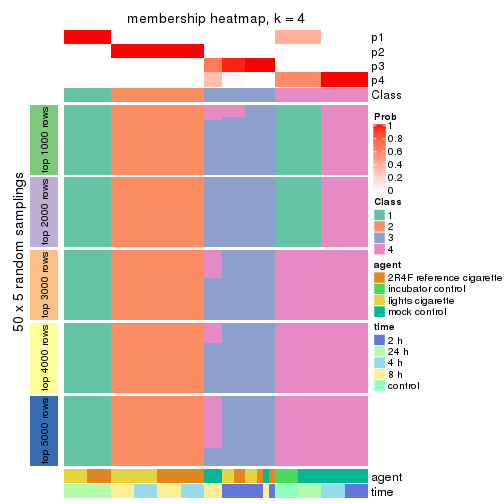 membership heatmap, k = 4
p1
p2
p3
p4
Class
50 x 5 random samplings
top 1000 rows
top 2000 rows
top 3000 rows
top 4000 rows
top 5000 rows
agent
time
Prob
1
0.8
0.6
0.4
0.2
0
Class
1
2
3
4
agent
2R4F reference cigarette
incubator control
lights cigarette
mock control
time
2 h
24 h
4 h
8 h
control